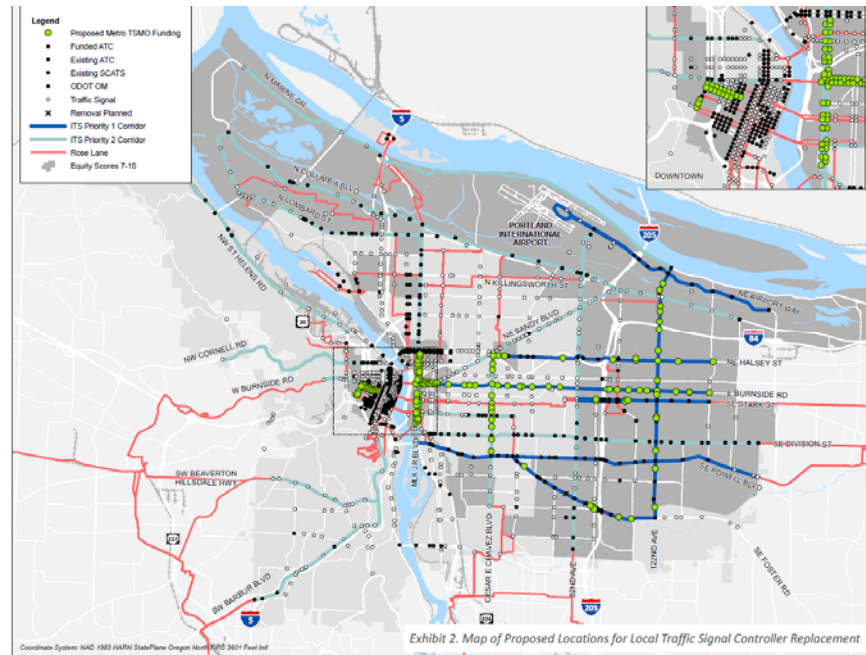 Legend
Proposed Metro TSMO Funding
Funded ATC
Existing ATC
Existing SCATS
ODOT OM
Traffic Signal
Removal Planned
ITS Priority 1 Corridor
ITS Priority 2 Corridor
Rose Lane
Equity Scores 7-10
DOWNTOWN
N MARINE DR
5
N COLUMBIA BLVD
N LOMBARD ST
PORTLAND
INTERNATIONAL
AIRPORT
205
NW ST HELENS RD
N KILLINGSWORTH ST
NE AIRPORT WAY
30
NE SANDY BLVD
84
NW CORNELL RD
NE HALSEY ST
W BURNSIDE RD
E BURNSIDE RD
SE STARK ST
MLK JR BLVD
SE DIVISION ST
SW BEAVERTON
HILLSDALE HWY
SE POWELL BLVD
217
CESAR E CHAVEZ BLVD
82ND AVE
122ND AVE
SE FOSTER RD
SW BARBUR BLVD
5
205
224
Coordinate System: NAD 1983 HARN StatePlane Oregon North FIPS 3601 Feet Intl
Exhibit 2. Map of Proposed Locations for Local Traffic Signal Controller Replacement